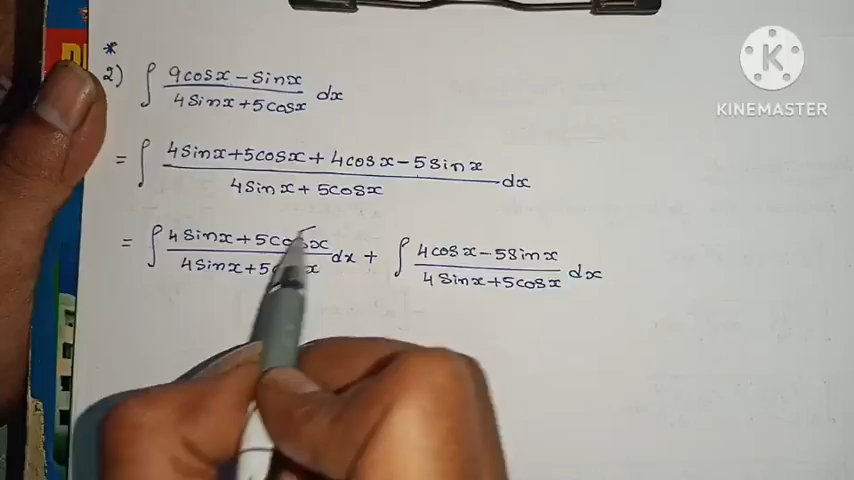 *
2) ∫ (9cosx - sinx)/(4sinx + 5cosx) dx
= ∫ (4sinx + 5cosx + 4cosx - 5sinx)/(4sinx + 5cosx) dx
= ∫ (4sinx + 5cosx)/(4sinx + 5cosx) dx + ∫ (4cosx - 5sinx)/(4sinx + 5cosx) dx
KINEMASTER